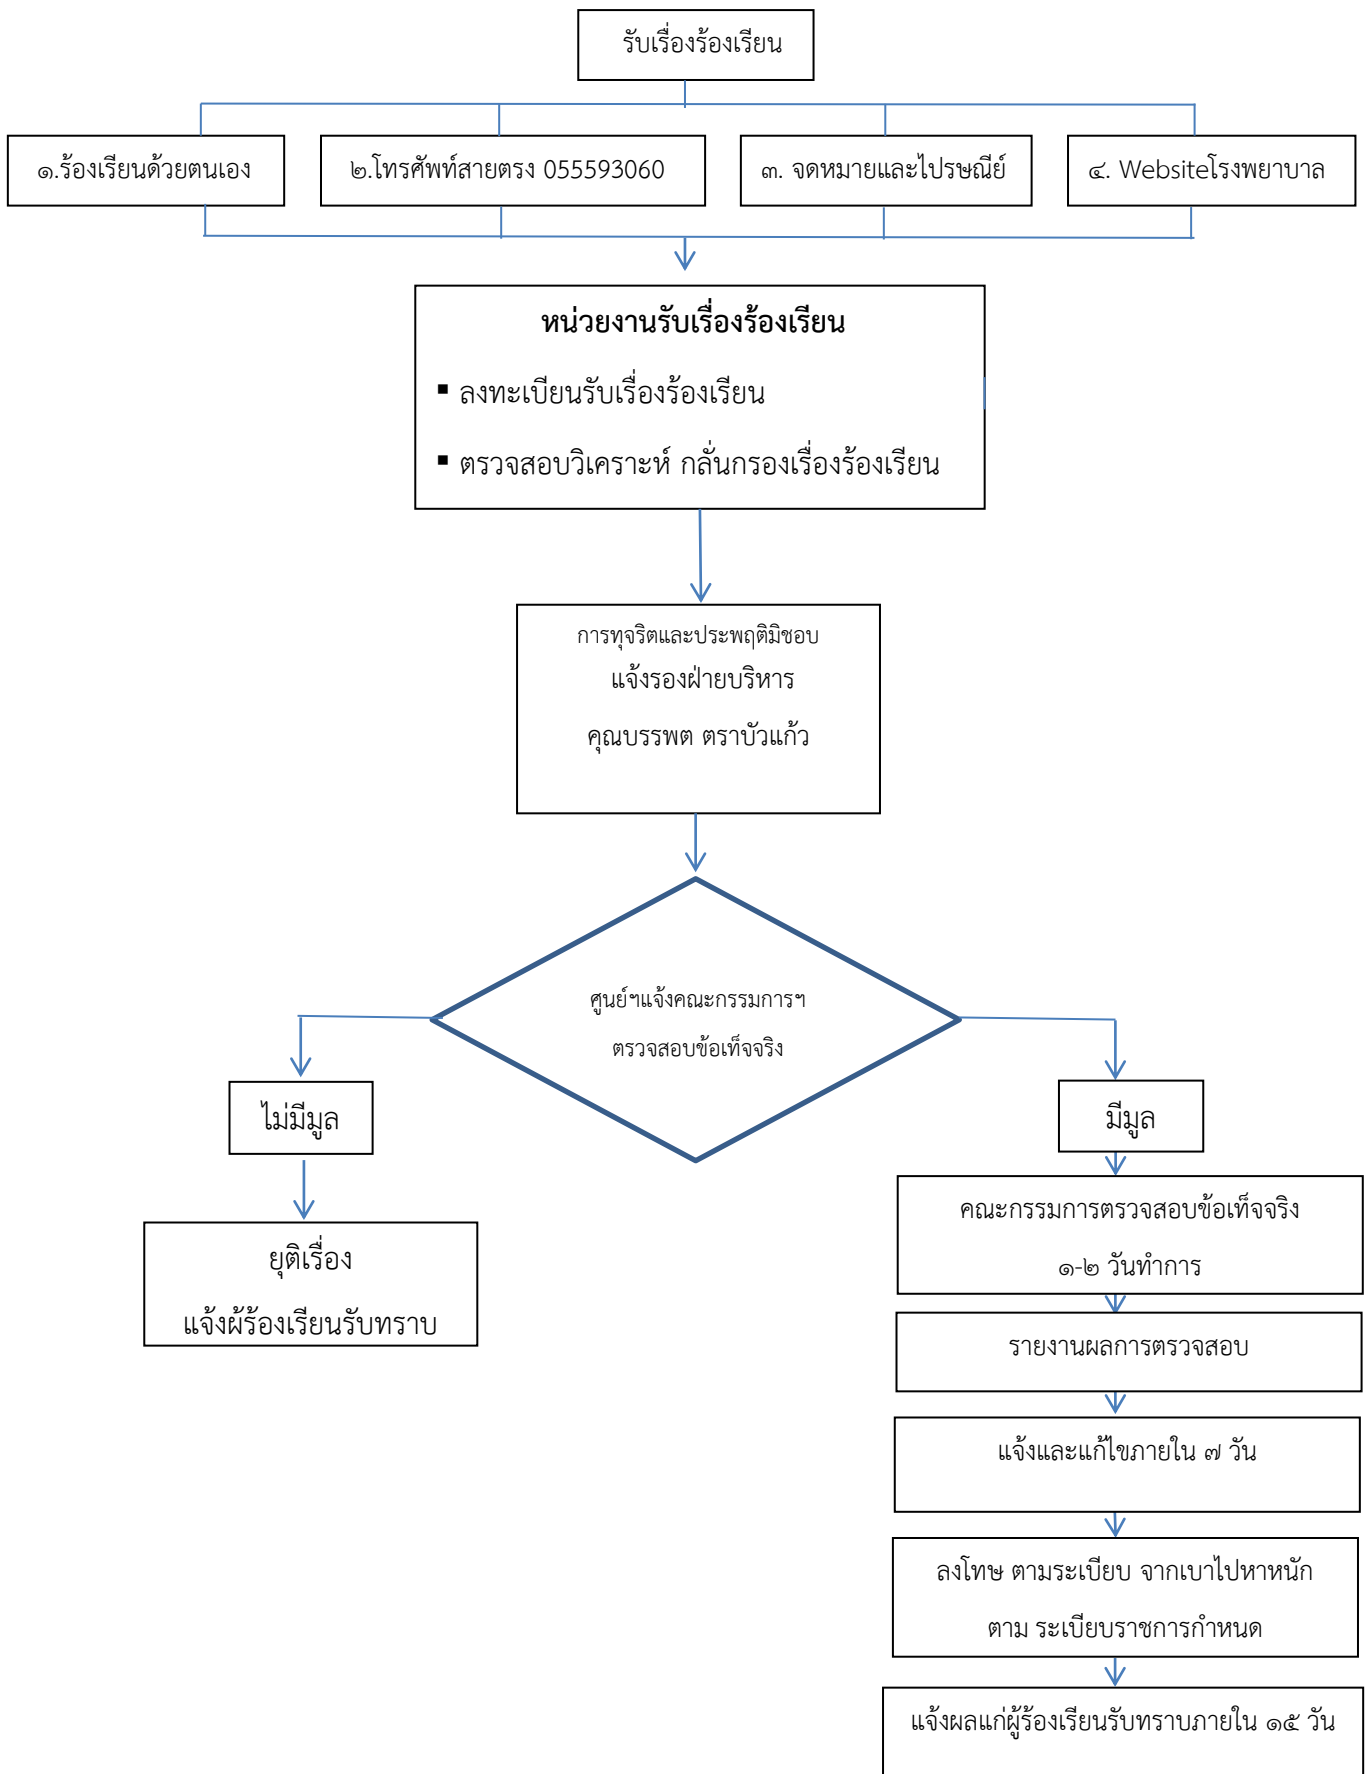 รับเรื่องร้องเรียน
๑.ร้องเรียนด้วยตนเอง
๒.โทรศัพท์สายตรง 055593060
๓. จดหมายและไปรษณีย์
๔. Websiteโรงพยาบาล
หน่วยงานรับเรื่องร้องเรียน
▪ ลงทะเบียนรับเรื่องร้องเรียน
▪ ตรวจสอบวิเคราะห์ กลั่นกรองเรื่องร้องเรียน
การทุจริตและประพฤติมิชอบ
แจ้งรองฝ่ายบริหาร
คุณบรรพต ตราบัวแก้ว
ศูนย์ฯแจ้งคณะกรรมการฯ
ตรวจสอบข้อเท็จจริง
ไม่มีมูล
มีมูล
ยุติเรื่อง
แจ้งผู้ร้องเรียนรับทราบ
คณะกรรมการตรวจสอบข้อเท็จจริง
๑-๒ วันทำการ
รายงานผลการตรวจสอบ
แจ้งและแก้ไขภายใน ๗ วัน
ลงโทษ ตามระเบียบ จากเบาไปหาหนัก
ตาม ระเบียบราชการกำหนด
แจ้งผลแก่ผู้ร้องเรียนรับทราบภายใน ๑๕ วัน